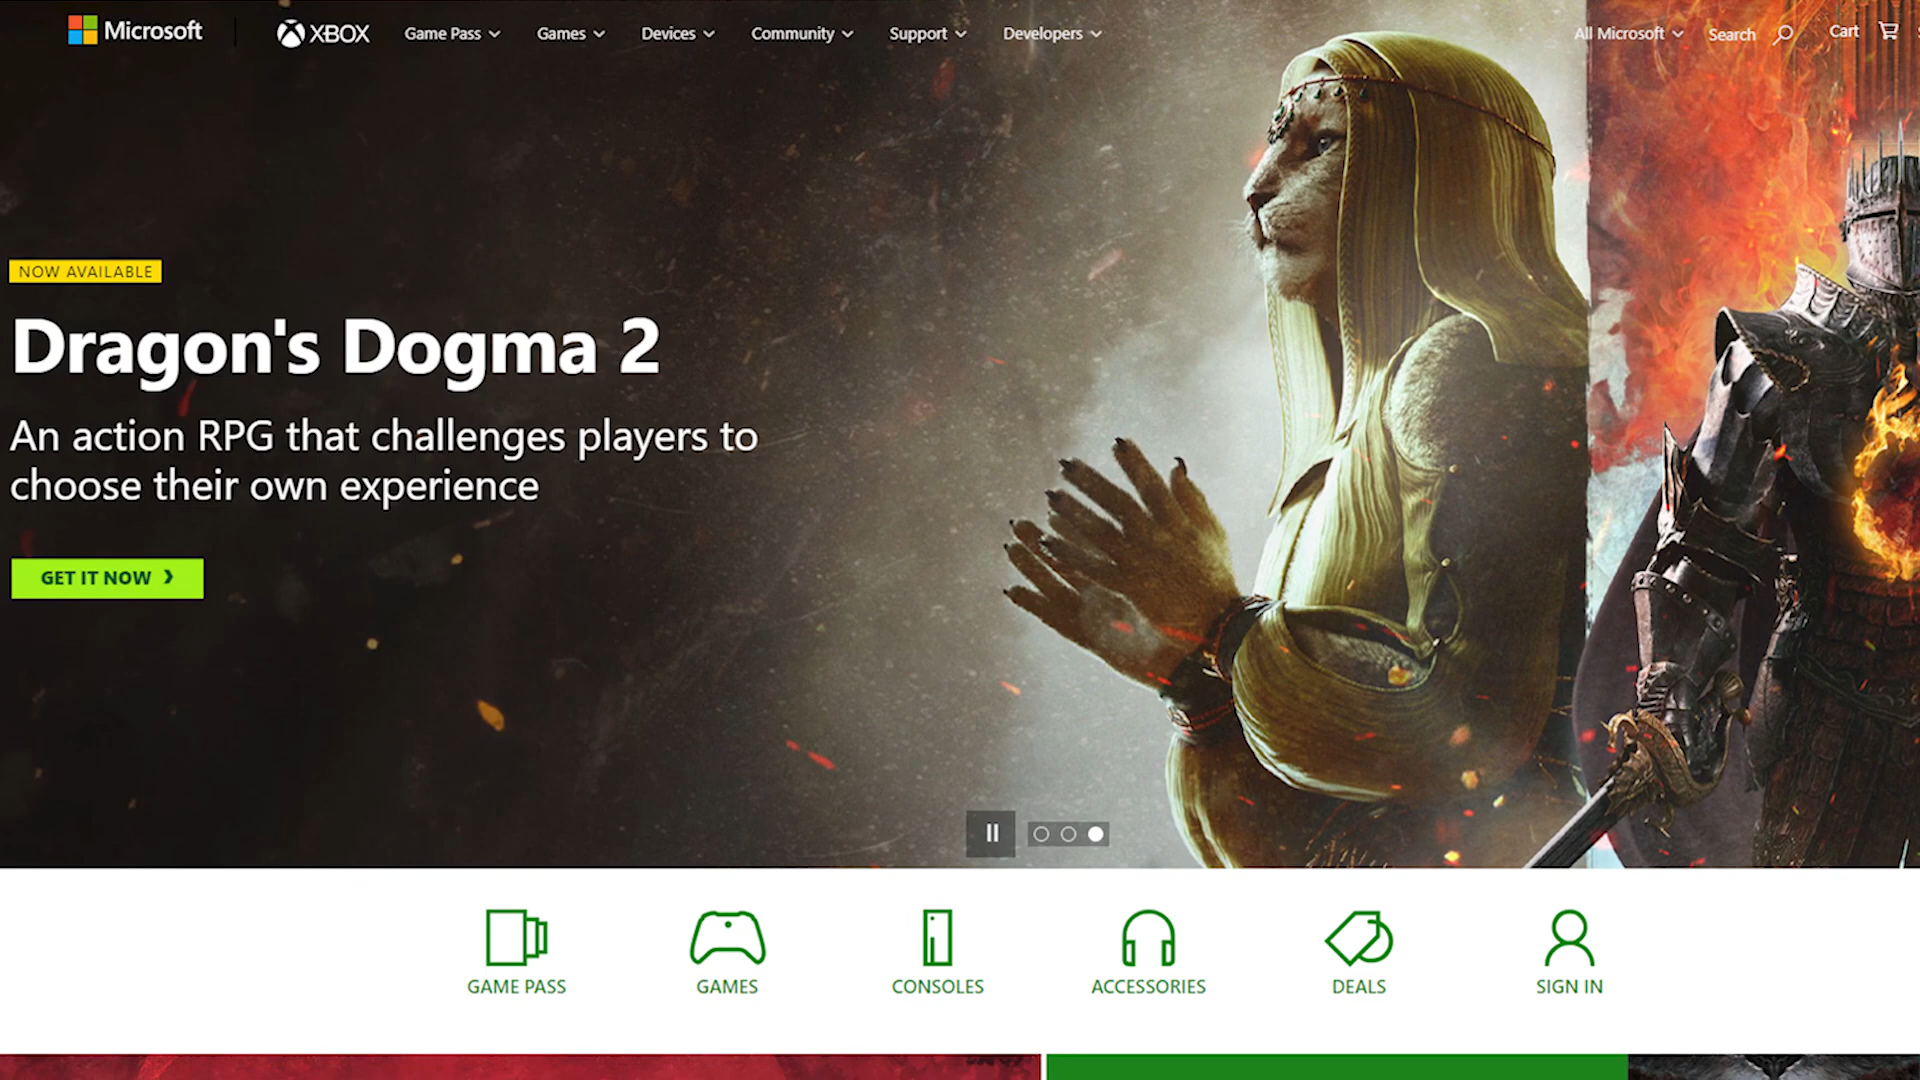 Microsoft
XBOX
Game Pass
Games
Devices
Community
Support
Developers
All Microsoft
Search
Cart
NOW AVAILABLE
Dragon's Dogma 2
An action RPG that challenges players to
choose their own experience
GET IT NOW
GAME PASS
GAMES
CONSOLES
ACCESSORIES
DEALS
SIGN IN